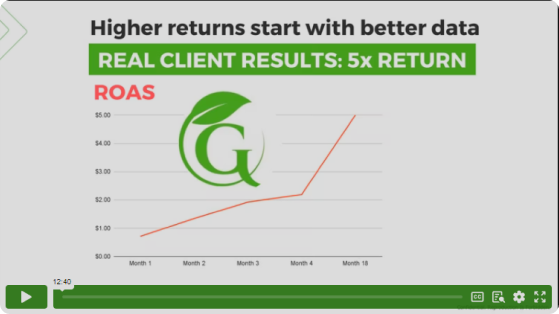 Higher returns start with better data
REAL CLIENT RESULTS: 5x RETURN
ROAS
G
$5.00
$4.00
$3.00
$2.00
$1.00
$0.00
Month 1 Month 2 Month 3 Month 4 Month 18
12:40
CC